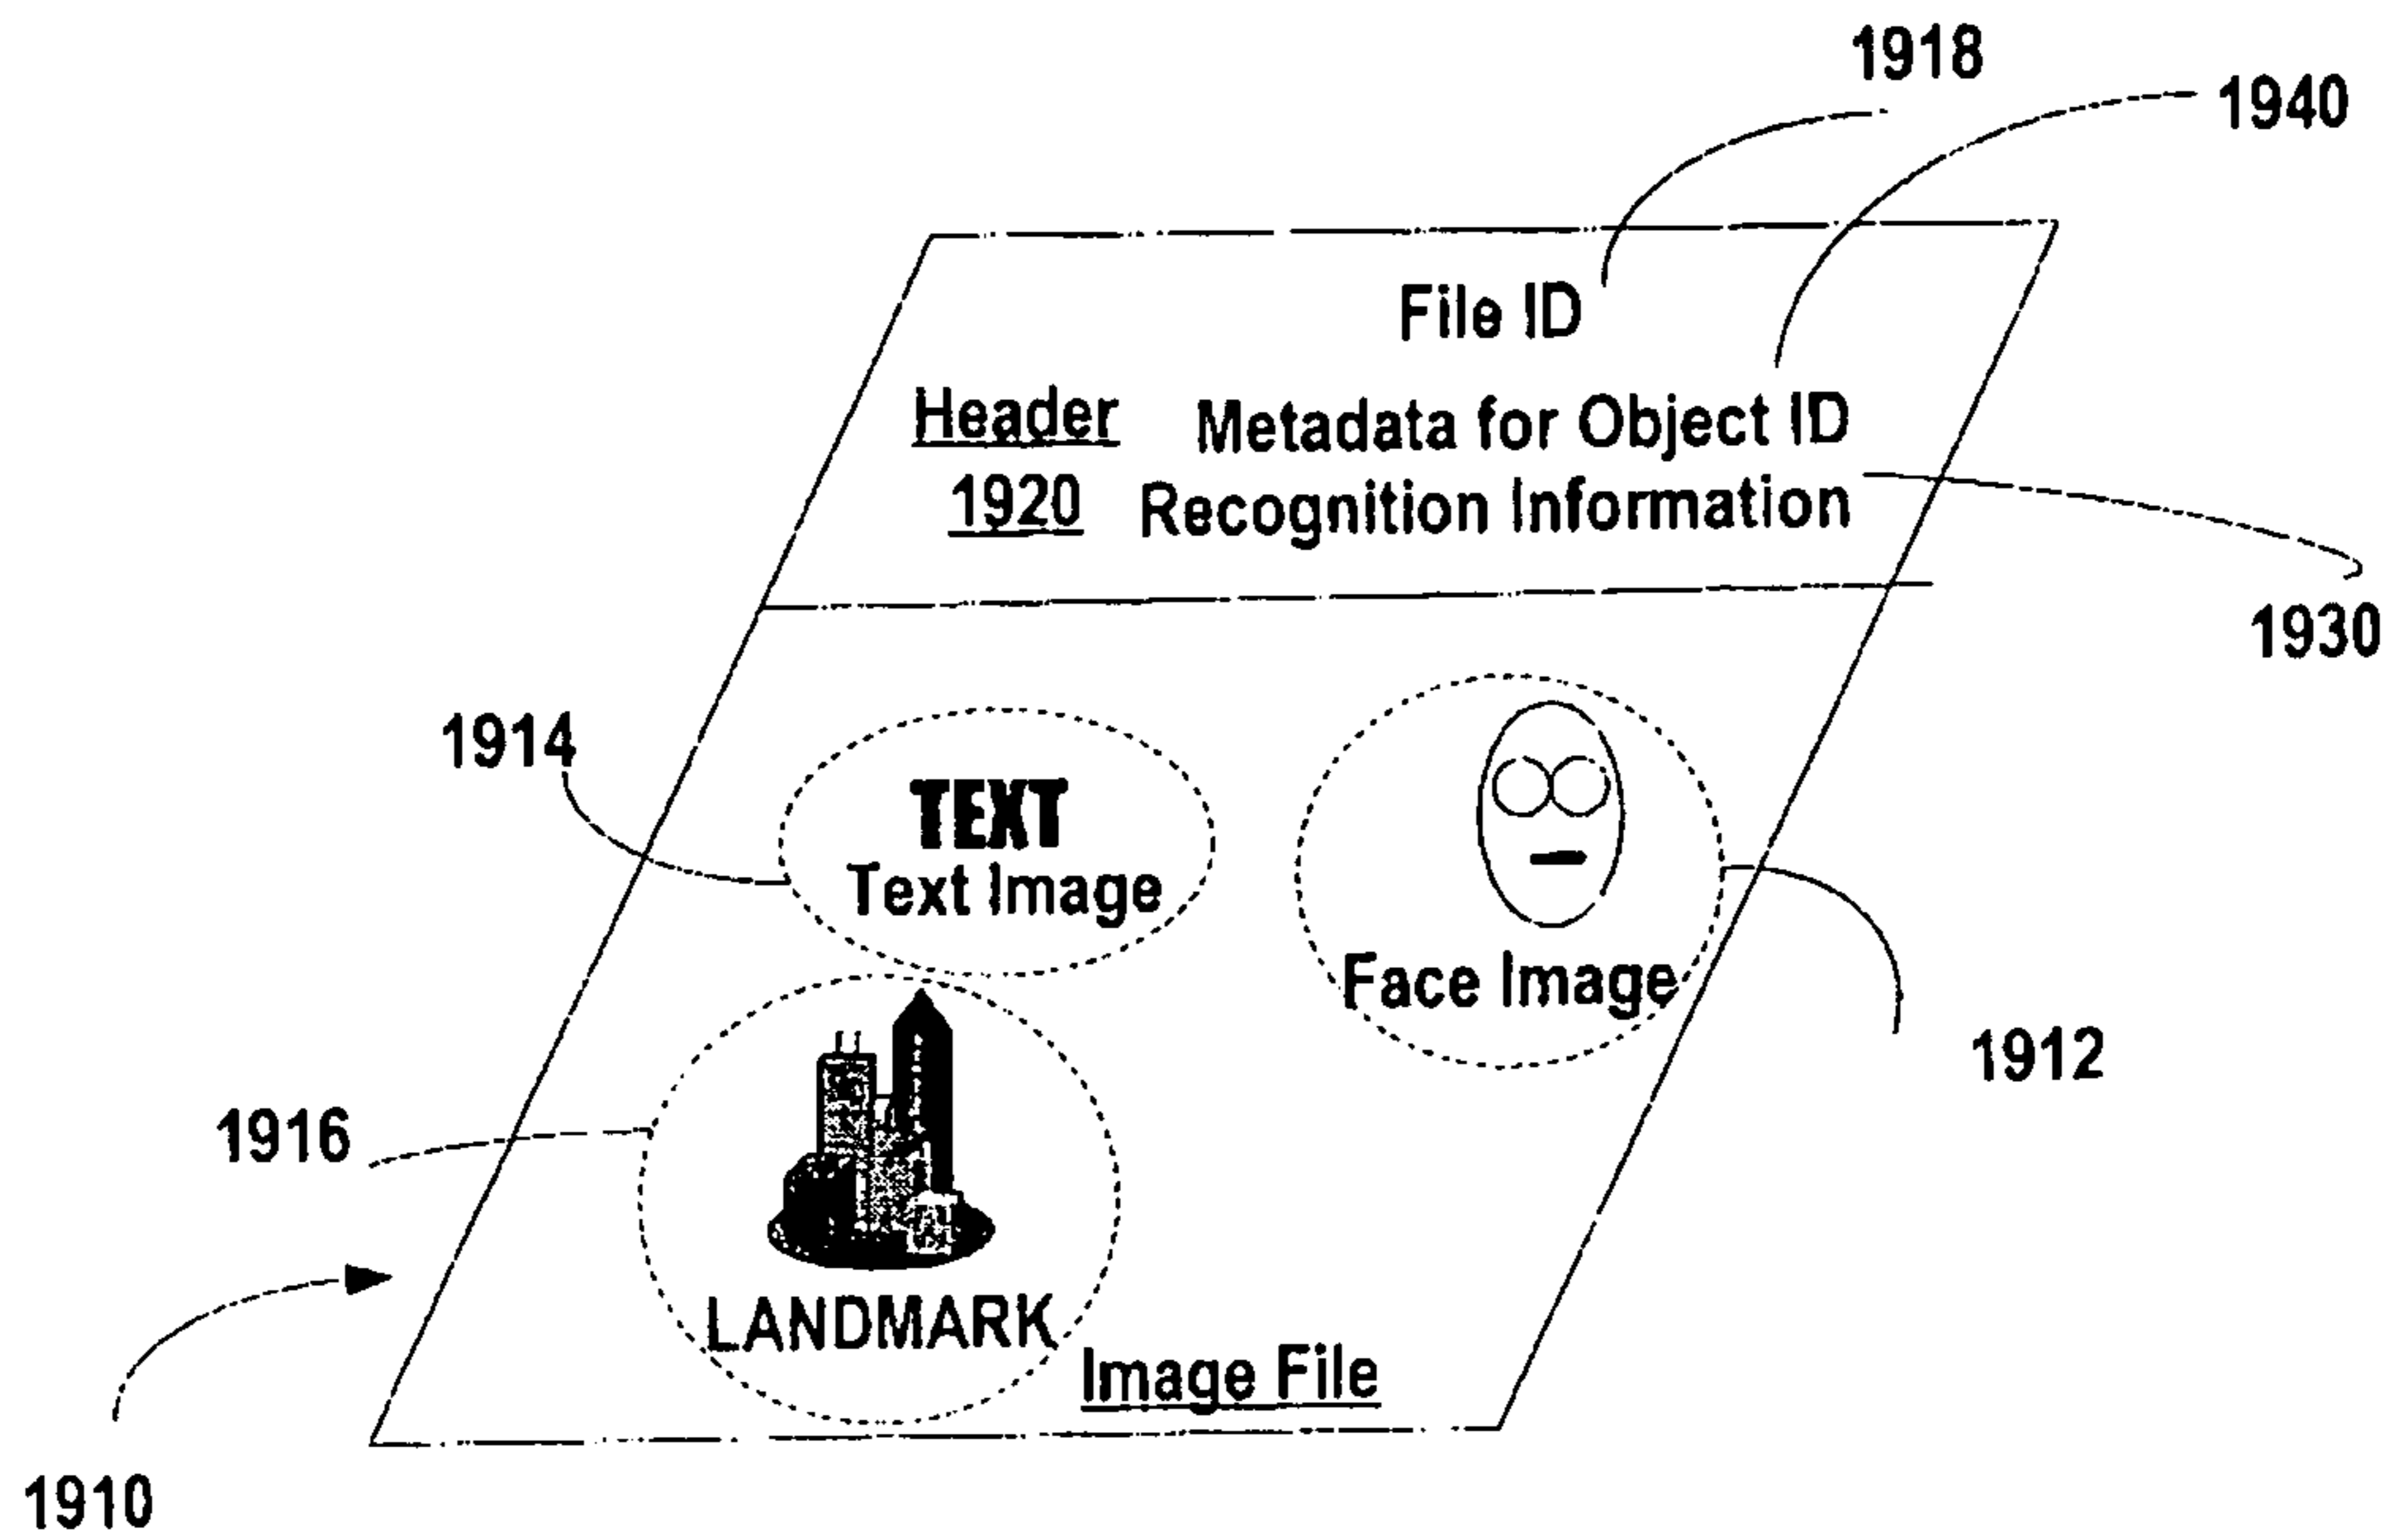 1918
1940
File ID
Header
Metadata for Object ID
1920
Recognition Information
1930
1914
TEXT
Text Image
Face Image
1912
1916
LANDMARK
Image File
1910